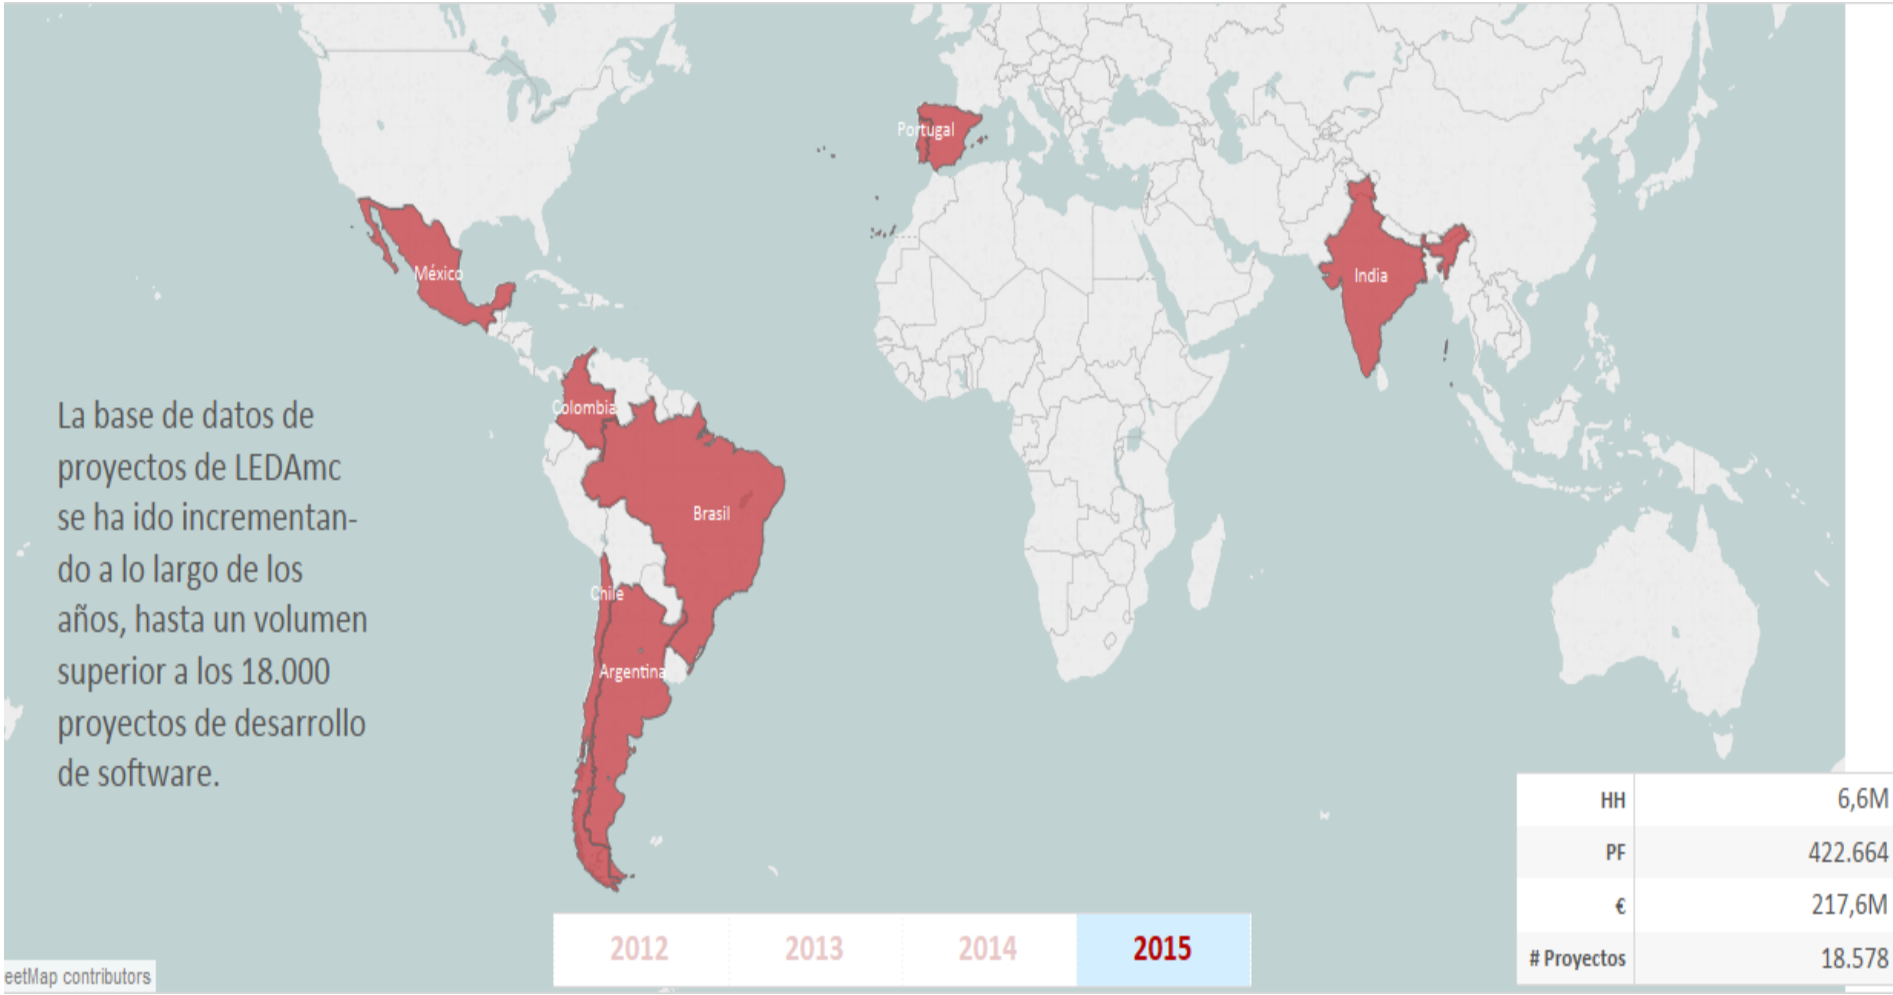 Portugal
México
India
Colombia
Brasil
Chile
Argentina
La base de datos de
proyectos de LEDAmc
se ha ido incrementan-
do a lo largo de los
años, hasta un volumen
superior a los 18.000
proyectos de desarrollo
de software.
HH 6,6M
PF 422.664
€ 217,6M
# Proyectos 18.578
2012 2013 2014 2015
eetMap contributors